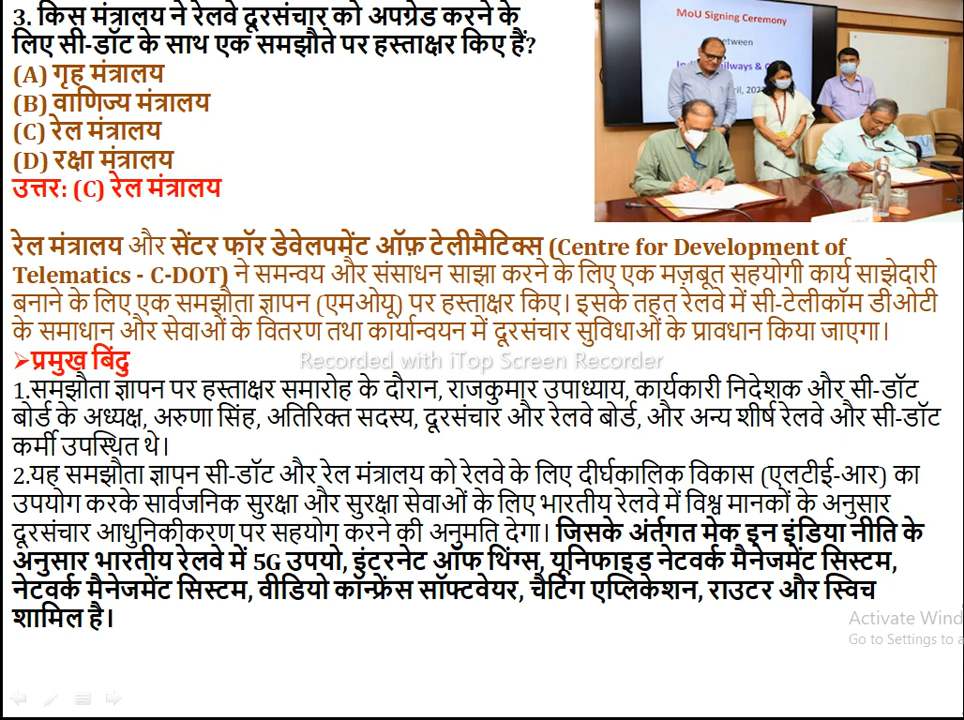 3. किस मंत्रालय ने रेलवे दूरसंचार को अपग्रेड करने के
लिए सी-डॉट के साथ एक समझौते पर हस्ताक्षर किए हैं?
(A) गृह मंत्रालय
(B) वाणिज्य मंत्रालय
(C) रेल मंत्रालय
(D) रक्षा मंत्रालय
उत्तर: (C) रेल मंत्रालय
MoU Signing Ceremony
रेल मंत्रालय और सेंटर फॉर डेवेलपमेंट ऑफ़ टेलीमैटिक्स (Centre for Development of
Telematics - C-DOT) ने समन्वय और संसाधन साझा करने के लिए एक मज़बूत सहयोगी कार्य साझेदारी
बनाने के लिए एक समझौता ज्ञापन (एमओयू) पर हस्ताक्षर किए। इसके तहत रेलवे में सी-टेलीकॉम डीओटी
के समाधान और सेवाओं के वितरण तथा कार्यान्वयन में दूरसंचार सुविधाओं के प्रावधान किया जाएगा।
➢प्रमुख बिंदु
Recorded with iTop Screen Recorder
1.समझौता ज्ञापन पर हस्ताक्षर समारोह के दौरान, राजकुमार उपाध्याय, कार्यकारी निदेशक और सी-डॉट
बोर्ड के अध्यक्ष, अरुणा सिंह, अतिरिक्त सदस्य, दूरसंचार और रेलवे बोर्ड, और अन्य शीर्ष रेलवे और सी-डॉट
कर्मी उपस्थित थे।
2.यह समझौता ज्ञापन सी-डॉट और रेल मंत्रालय को रेलवे के लिए दीर्घकालिक विकास (एलटीई-आर) का
उपयोग करके सार्वजनिक सुरक्षा और सुरक्षा सेवाओं के लिए भारतीय रेलवे में विश्व मानकों के अनुसार
दूरसंचार आधुनिकीकरण पर सहयोग करने की अनुमति देगा। जिसके अंर्तगत मेक इन इंडिया नीति के
अनुसार भारतीय रेलवे में 5G उपयो, इंटरनेट ऑफ थिंग्स, यूनिफाइड नेटवर्क मैनेजमेंट सिस्टम,
नेटवर्क मैनेजमेंट सिस्टम, वीडियो कॉन्फ्रेंस सॉफ्टवेयर, चैटिंग एप्लिकेशन, राउटर और स्विच
शामिल है।
Activate Wind
Go to Settings to a